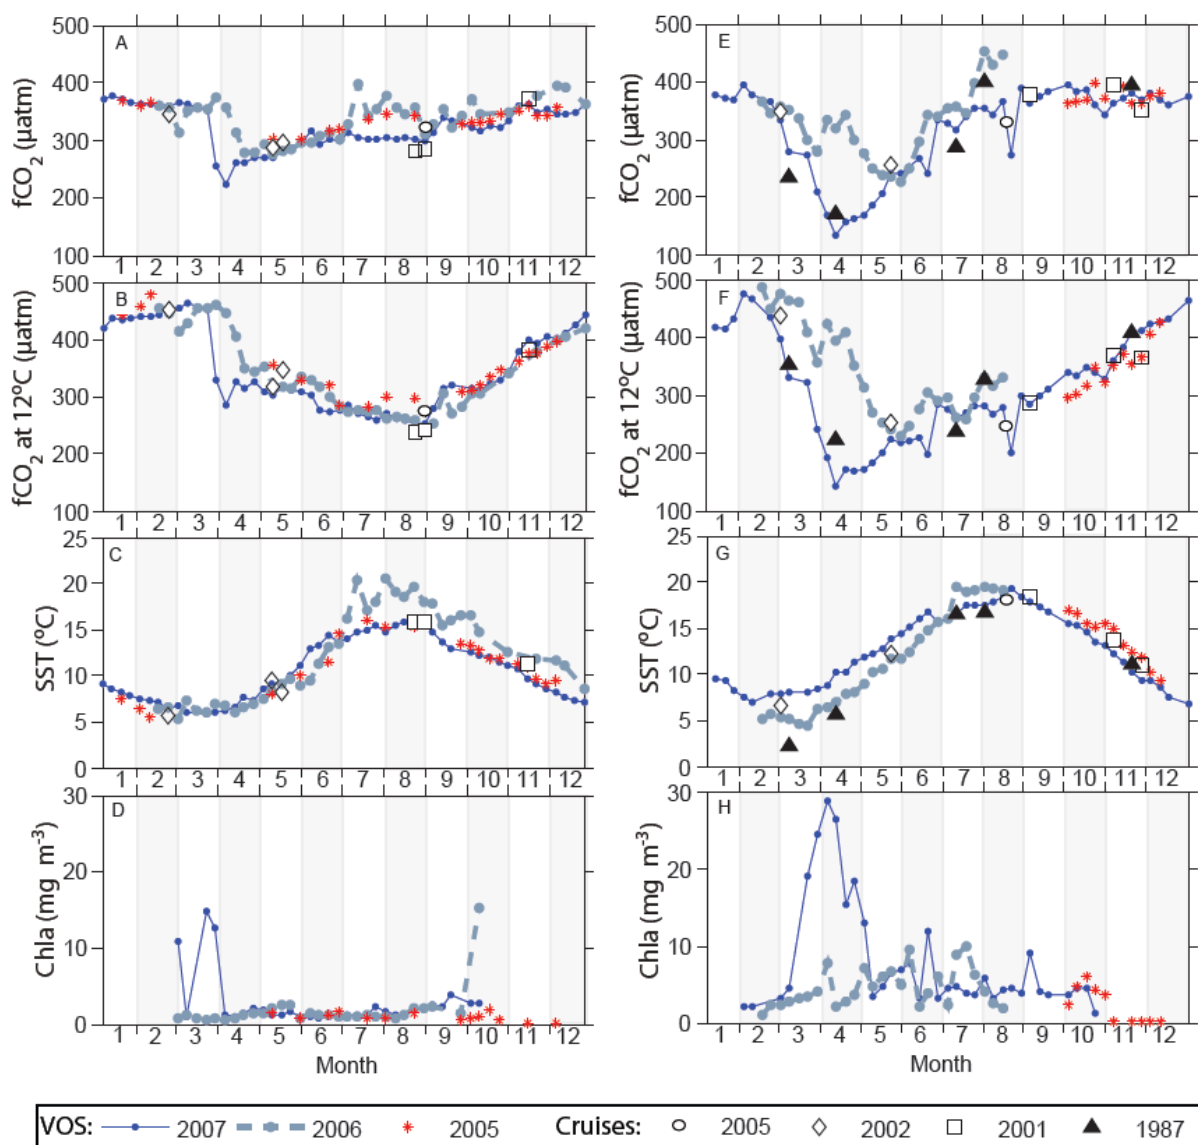 A
fCO2 (µatm)
500
400
300
200
100
1 2 3 4 5 6 7 8 9 10 11 12
B
fCO2 at 12ºC (µatm)
500
400
300
200
100
1 2 3 4 5 6 7 8 9 10 11 12
C
SST (ºC)
25
20
15
10
5
0
1 2 3 4 5 6 7 8 9 10 11 12
D
Chla (mg m-3)
30
20
10
0
1 2 3 4 5 6 7 8 9 10 11 12
Month
E
fCO2 (µatm)
500
400
300
200
100
1 2 3 4 5 6 7 8 9 10 11 12
F
fCO2 at 12ºC (µatm)
500
400
300
200
100
1 2 3 4 5 6 7 8 9 10 11 12
G
SST (ºC)
25
20
15
10
5
0
1 2 3 4 5 6 7 8 9 10 11 12
H
Chla (mg m-3)
30
20
10
0
1 2 3 4 5 6 7 8 9 10 11 12
Month
VOS: 2007 2006 2005 Cruises: 2005 2002 2001 1987